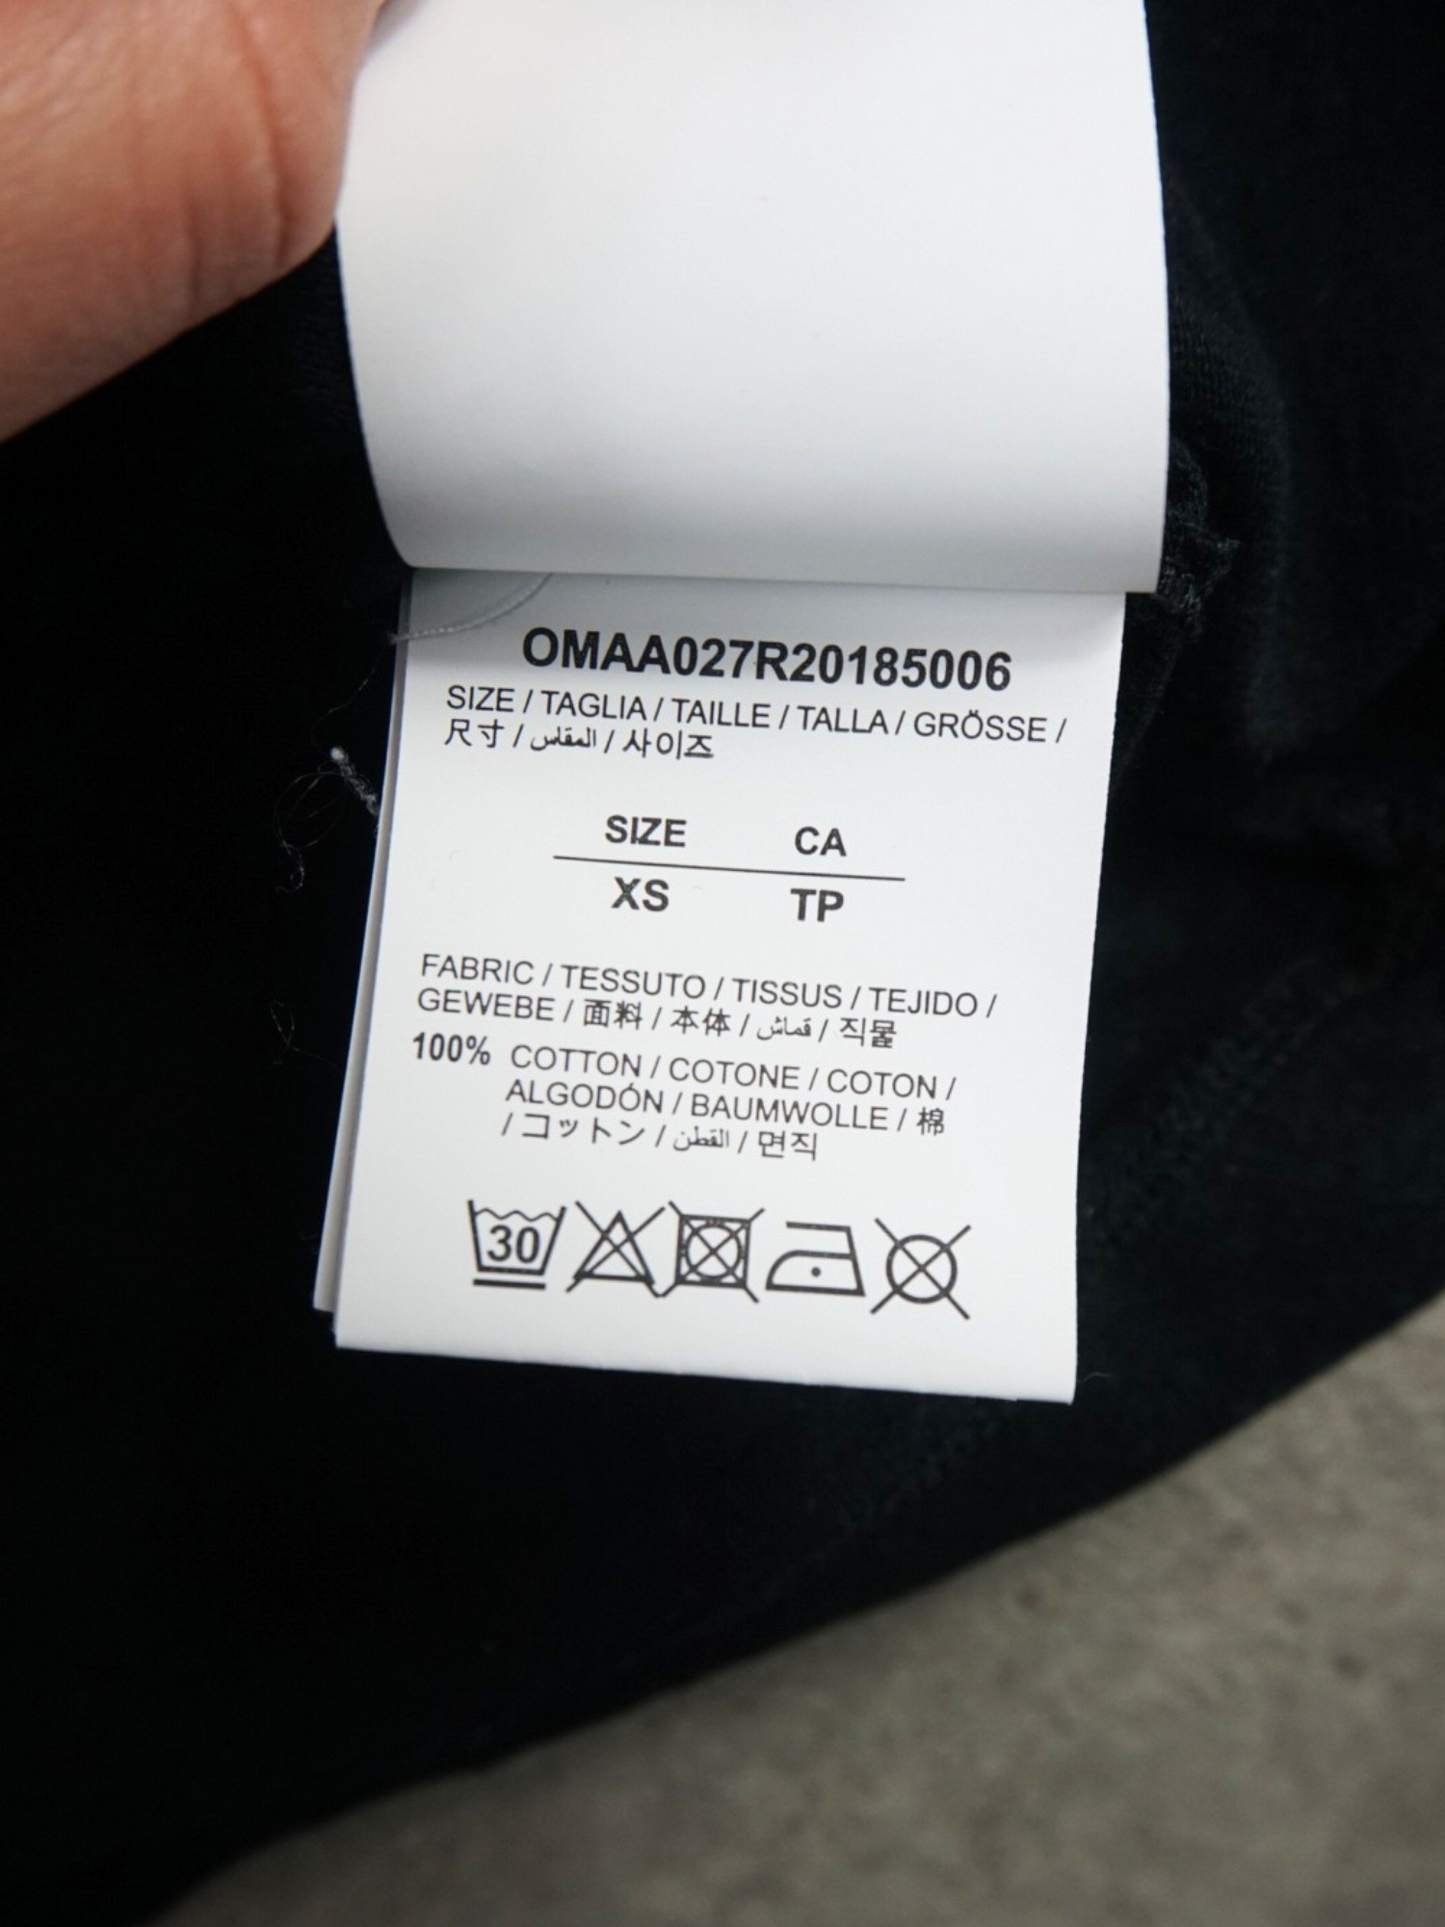 OMAA027R20185006
SIZE / TAGLIA / TAILLE / TALLA / GRÖSSE /
尺寸 / المقاس / 사이즈
SIZE CA
XS TP
FABRIC / TESSUTO / TISSUS / TEJIDO /
GEWEBE / 面料 / 本体 / قماش / 직물
100% COTTON / COTONE / COTON /
ALGODÓN / BAUMWOLLE / 棉
/ コットン / القطن / 면직
30